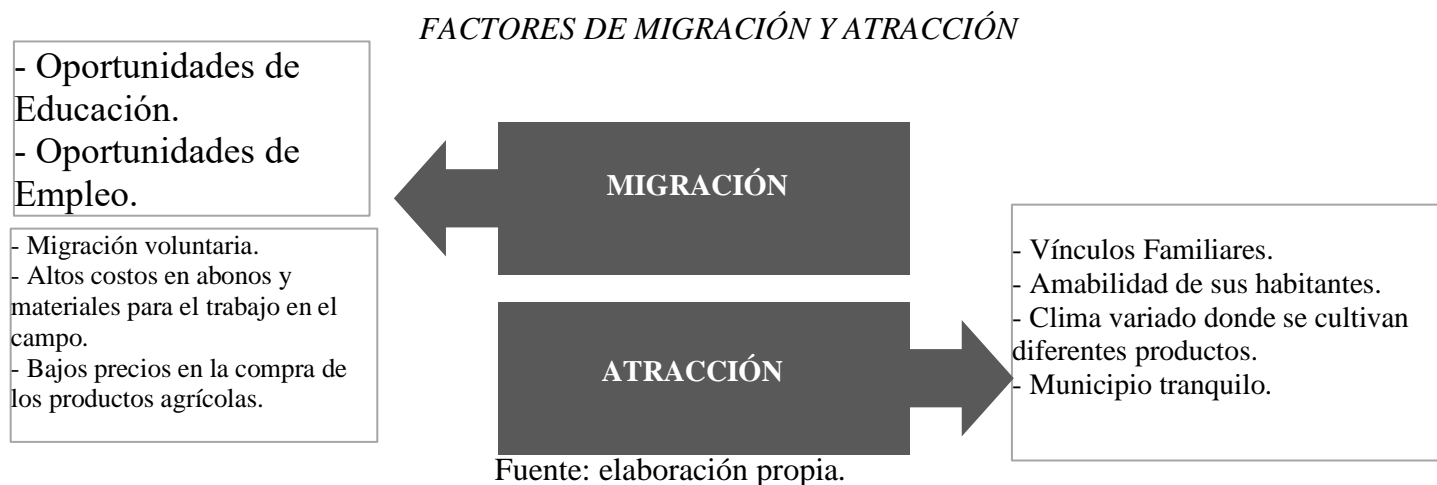 FACTORES DE MIGRACIÓN Y ATRACCIÓN
- Oportunidades de
Educación.
- Oportunidades de
Empleo.
- Migración voluntaria.
- Altos costos en abonos y
materiales para el trabajo en el
campo.
- Bajos precios en la compra de
los productos agrícolas.
MIGRACIÓN
ATRACCIÓN
- Vínculos Familiares.
- Amabilidad de sus habitantes.
- Clima variado donde se cultivan
diferentes productos.
- Municipio tranquilo.
Fuente: elaboración propia.